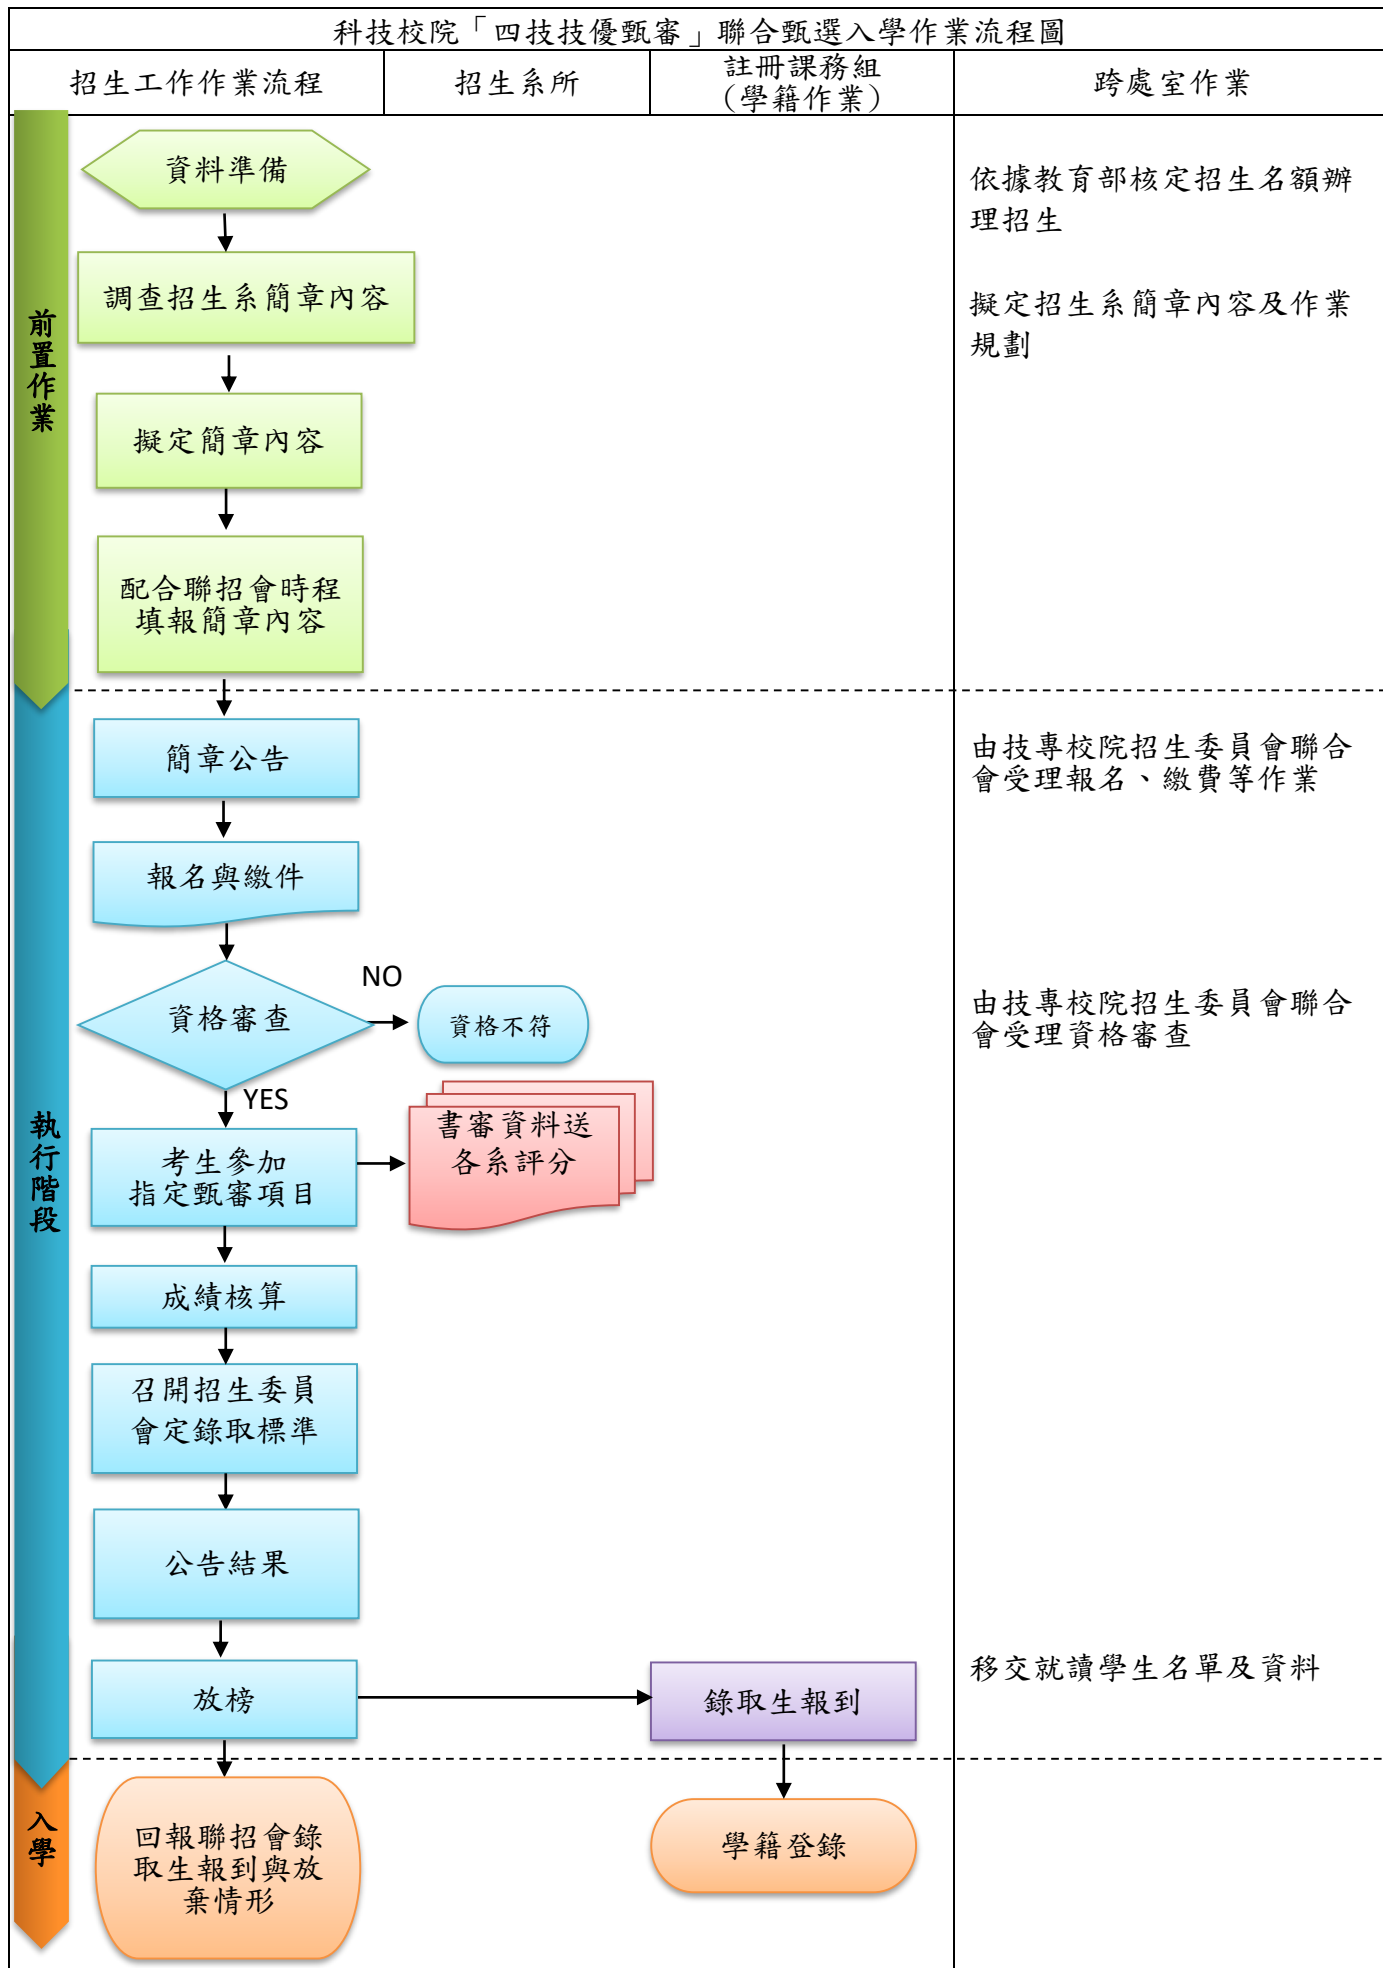 科技校院「四技技優甄審」聯合甄選入學作業流程圖
招生工作作業流程
招生系所
註冊課務組
(學籍作業)
跨處室作業
前置作業
資料準備
依據教育部核定招生名額辦
理招生
調查招生系簡章內容
擬定招生系簡章內容及作業
規劃
擬定簡章內容
配合聯招會時程
填報簡章內容
執行階段
簡章公告
由技專校院招生委員會聯合
會受理報名、繳費等作業
報名與繳件
資格審查
NO
資格不符
由技專校院招生委員會聯合
會受理資格審查
YES
考生參加
指定甄審項目
書審資料送
各系評分
成績核算
召開招生委員
會定錄取標準
公告結果
放榜
錄取生報到
移交就讀學生名單及資料
入學
回報聯招會錄
取生報到與放
棄情形
學籍登錄